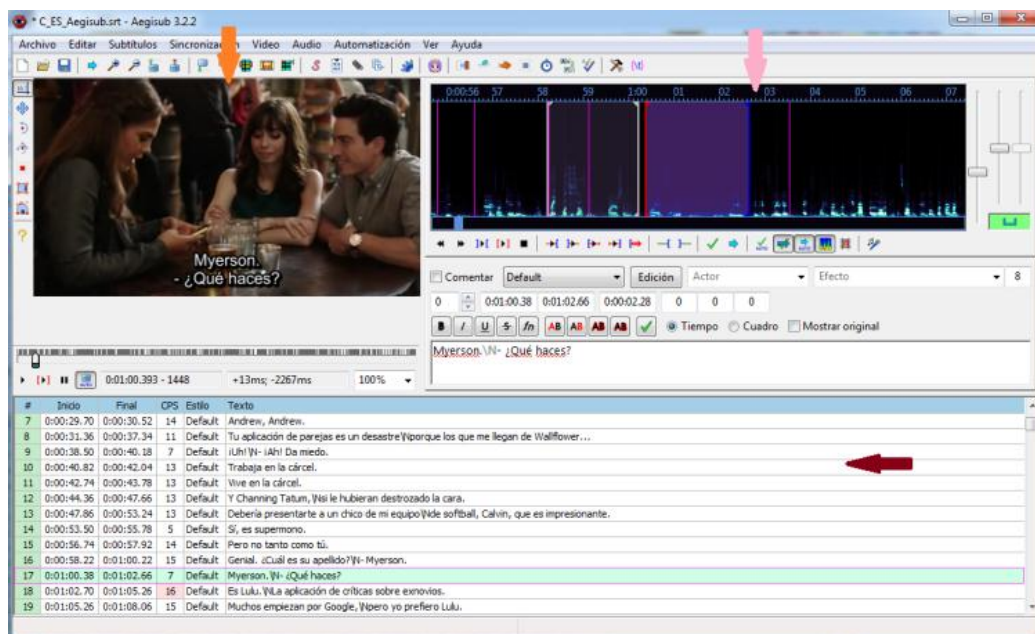 * C_ES_Aegisub.srt - Aegisub 3.2.2
Archivo Editar Subtítulos Sincronización Video Audio Automatización Ver Ayuda
0:00:56 57 58 59 1:00 01 02 03 04 05 06 07
Myerson.
- ¿Qué haces?
Comentar Default Edición Actor Efecto 8
0 0:01:00.38 0:01:02.66 0:00:02.28 0 0 0
B I U S fn AB AB AB AB Tiempo Cuadro Mostrar original
Myerson.\N- ¿Qué haces?
0:01:00.393 - 1448 +13ms; -2267ms 100%
# Inicio Final CPS Estilo Texto
7 0:00:29.70 0:00:30.52 14 Default Andrew, Andrew.
8 0:00:31.36 0:00:37.34 11 Default Tu aplicación de parejas es un desastre\Nporque los que me llegan de Wallflower...
9 0:00:38.50 0:00:40.18 7 Default ¡Uh!\N- ¡Ah! Da miedo.
10 0:00:40.82 0:00:42.04 13 Default Trabaja en la cárcel.
11 0:00:42.74 0:00:43.78 13 Default Vive en la cárcel.
12 0:00:44.36 0:00:47.66 13 Default Y Channing Tatum,\Nsi le hubieran destrozado la cara.
13 0:00:47.86 0:00:53.24 13 Default Debería presentarte a un chico de mi equipo\Nde softball, Calvin, que es impresionante.
14 0:00:53.50 0:00:55.78 5 Default Sí, es supermono.
15 0:00:56.74 0:00:57.92 14 Default Pero no tanto como tú.
16 0:00:58.22 0:01:00.22 15 Default Genial. ¿Cuál es su apellido?\N- Myerson.
17 0:01:00.38 0:01:02.66 7 Default Myerson.\N- ¿Qué haces?
18 0:01:02.70 0:01:05.26 16 Default Es Lulu.\NLa aplicación de críticas sobre exnovios.
19 0:01:05.26 0:01:08.06 15 Default Muchos empiezan por Google,\Npero yo prefiero Lulu.